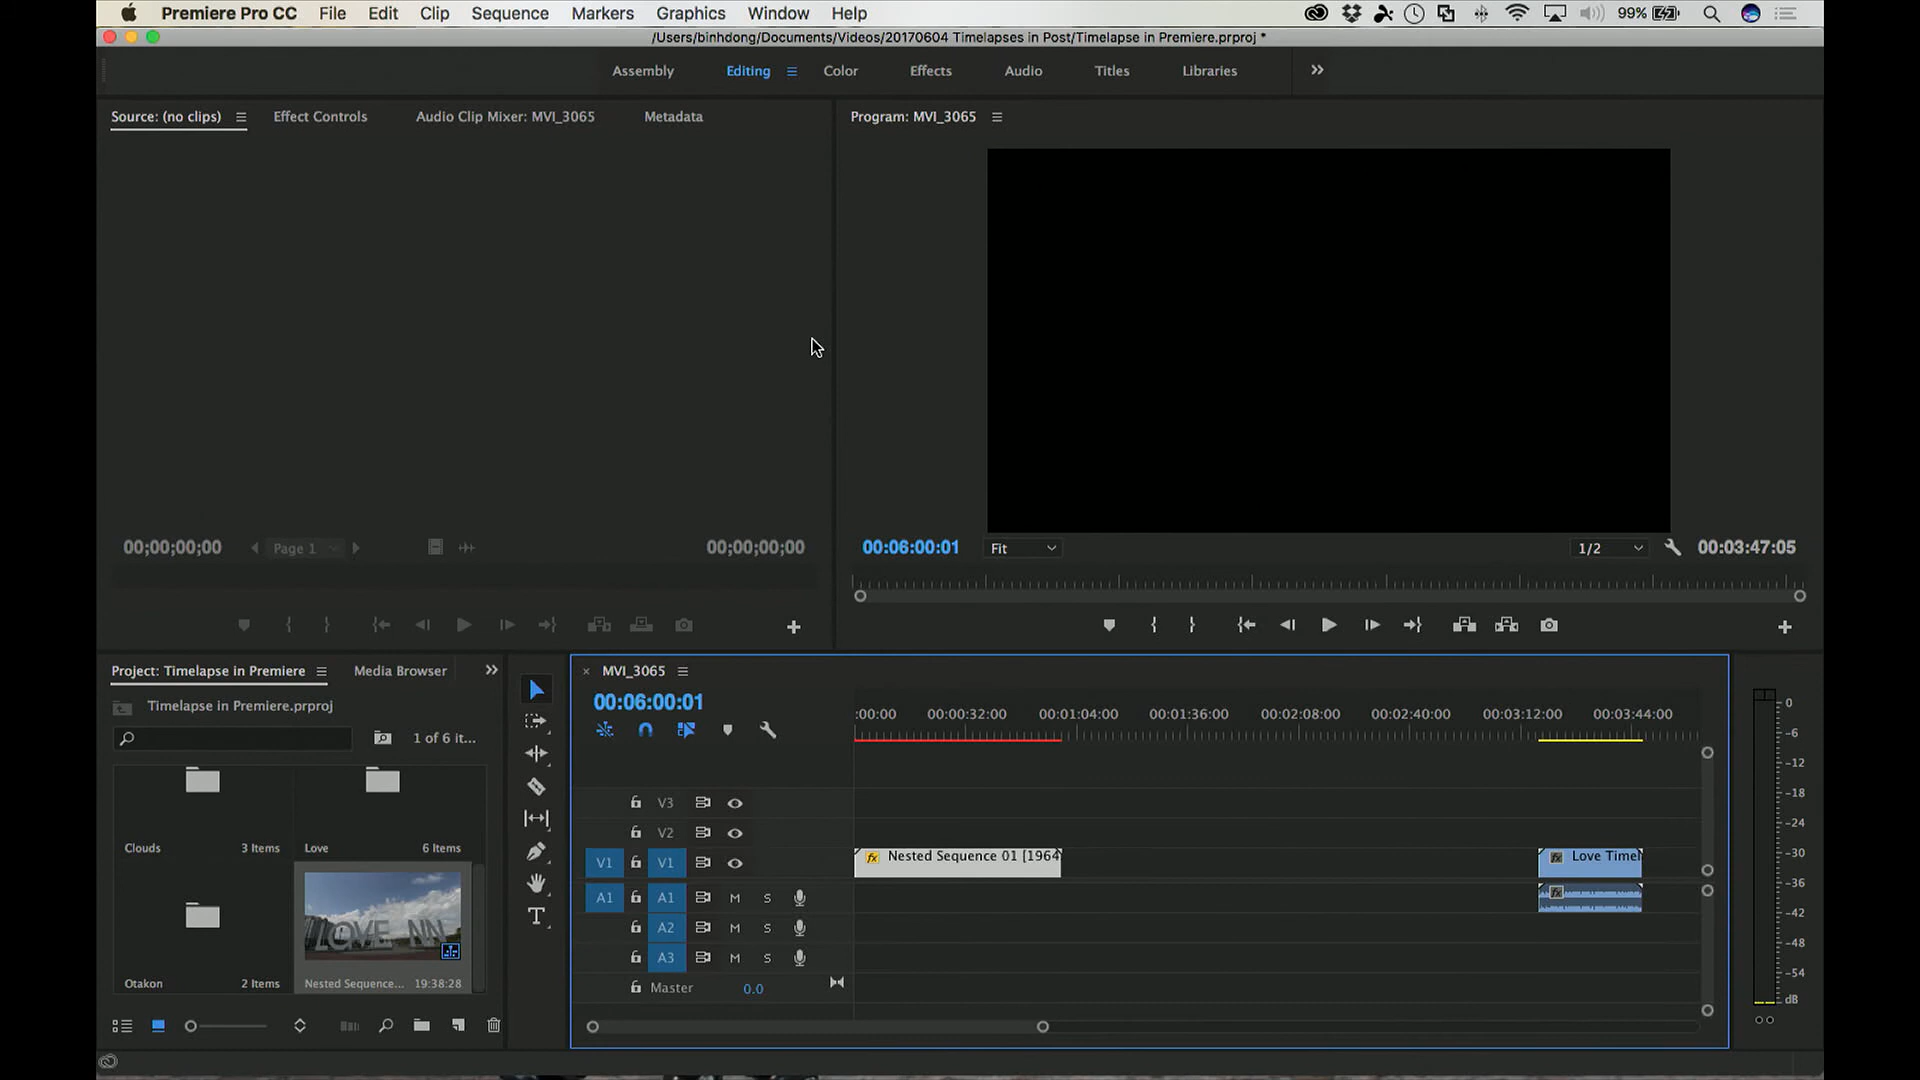 Premiere Pro CC File Edit Clip Sequence Markers Graphics Window Help 99%
/Users/binhdong/Documents/Videos/20170604 Timelapses in Post/Timelapse in Premiere.prproj *
Assembly Editing Color Effects Audio Titles Libraries
Source: (no clips) Effect Controls Audio Clip Mixer: MVI_3065 Metadata
Program: MVI_3065
00;00;00;00 Page 1 00;00;00;00
00:06:00:01 Fit 1/2 00:03:47:05
Project: Timelapse in Premiere Media Browser
Timelapse in Premiere.prproj
1 of 6 it...
Clouds 3 Items Love 6 Items
LOVE NN
Otakon 2 Items Nested Sequence... 19:38:28
T
MVI_3065
00:06:00:01
:00:00 00:00:32:00 00:01:04:00 00:01:36:00 00:02:08:00 00:02:40:00 00:03:12:00 00:03:44:00
V3
V2
V1 V1 fx Nested Sequence 01 [1964 fx Love Timel
A1 A1 M S fx
A2 M S
A3 M S
Master 0.0
0
-6
-12
-18
-24
-30
-36
-42
-48
-54
dB